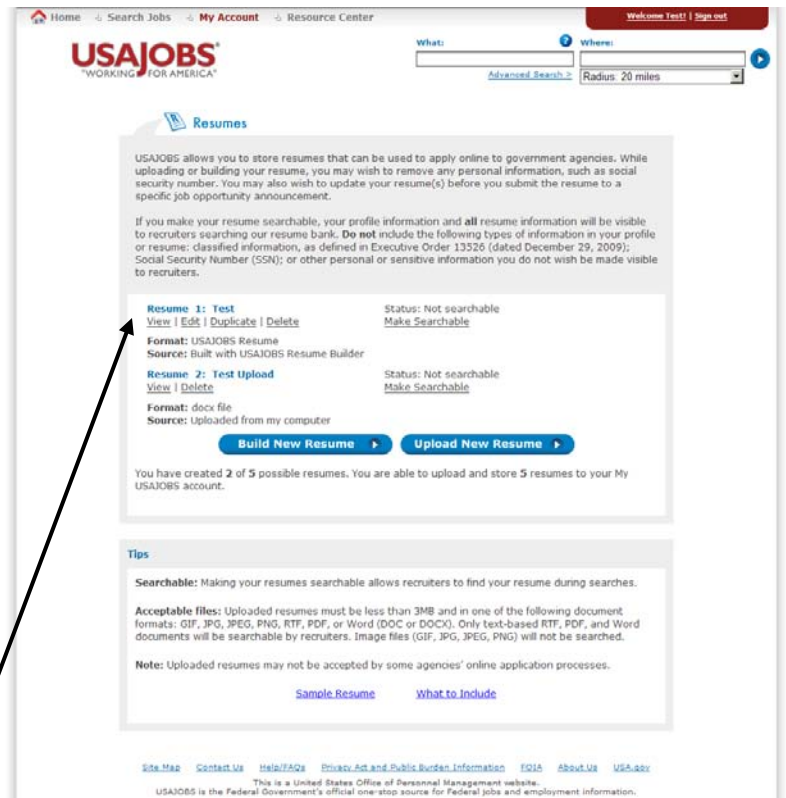 Home Search Jobs My Account Resource Center
Welcome Test! | Sign out
What: ? Where:
USAJOBS®
"WORKING FOR AMERICA"
Advanced Search > Radius: 20 miles
Resumes
USAJOBS allows you to store resumes that can be used to apply online to government agencies. While
uploading or building your resume, you may wish to remove any personal information, such as social
security number. You may also wish to update your resume(s) before you submit the resume to a
specific job opportunity announcement.
If you make your resume searchable, your profile information and all resume information will be visible
to recruiters searching our resume bank. Do not include the following types of information in your profile
or resume: classified information, as defined in Executive Order 13526 (dated December 29, 2009);
Social Security Number (SSN); or other personal or sensitive information you do not wish be made visible
to recruiters.
Resume 1: Test Status: Not searchable
View | Edit | Duplicate | Delete Make Searchable
Format: USAJOBS Resume
Source: Built with USAJOBS Resume Builder
Resume 2: Test Upload Status: Not searchable
View | Delete Make Searchable
Format: docx file
Source: Uploaded from my computer
Build New Resume Upload New Resume
You have created 2 of 5 possible resumes. You are able to upload and store 5 resumes to your My
USAJOBS account.
Tips
Searchable: Making your resumes searchable allows recruiters to find your resume during searches.
Acceptable files: Uploaded resumes must be less than 3MB and in one of the following document
formats: GIF, JPG, JPEG, PNG, RTF, PDF, or Word (DOC or DOCX). Only text-based RTF, PDF, and Word
documents will be searchable by recruiters. Image files (GIF, JPG, JPEG, PNG) will not be searched.
Note: Uploaded resumes may not be accepted by some agencies' online application processes.
Sample Resume What to Include
Site Map Contact Us Help/FAQs Privacy Act and Public Burden Information FOIA About Us USA.gov
This is a United States Office of Personnel Management website.
USAJOBS is the Federal Government's official one-stop source for Federal jobs and employment information.